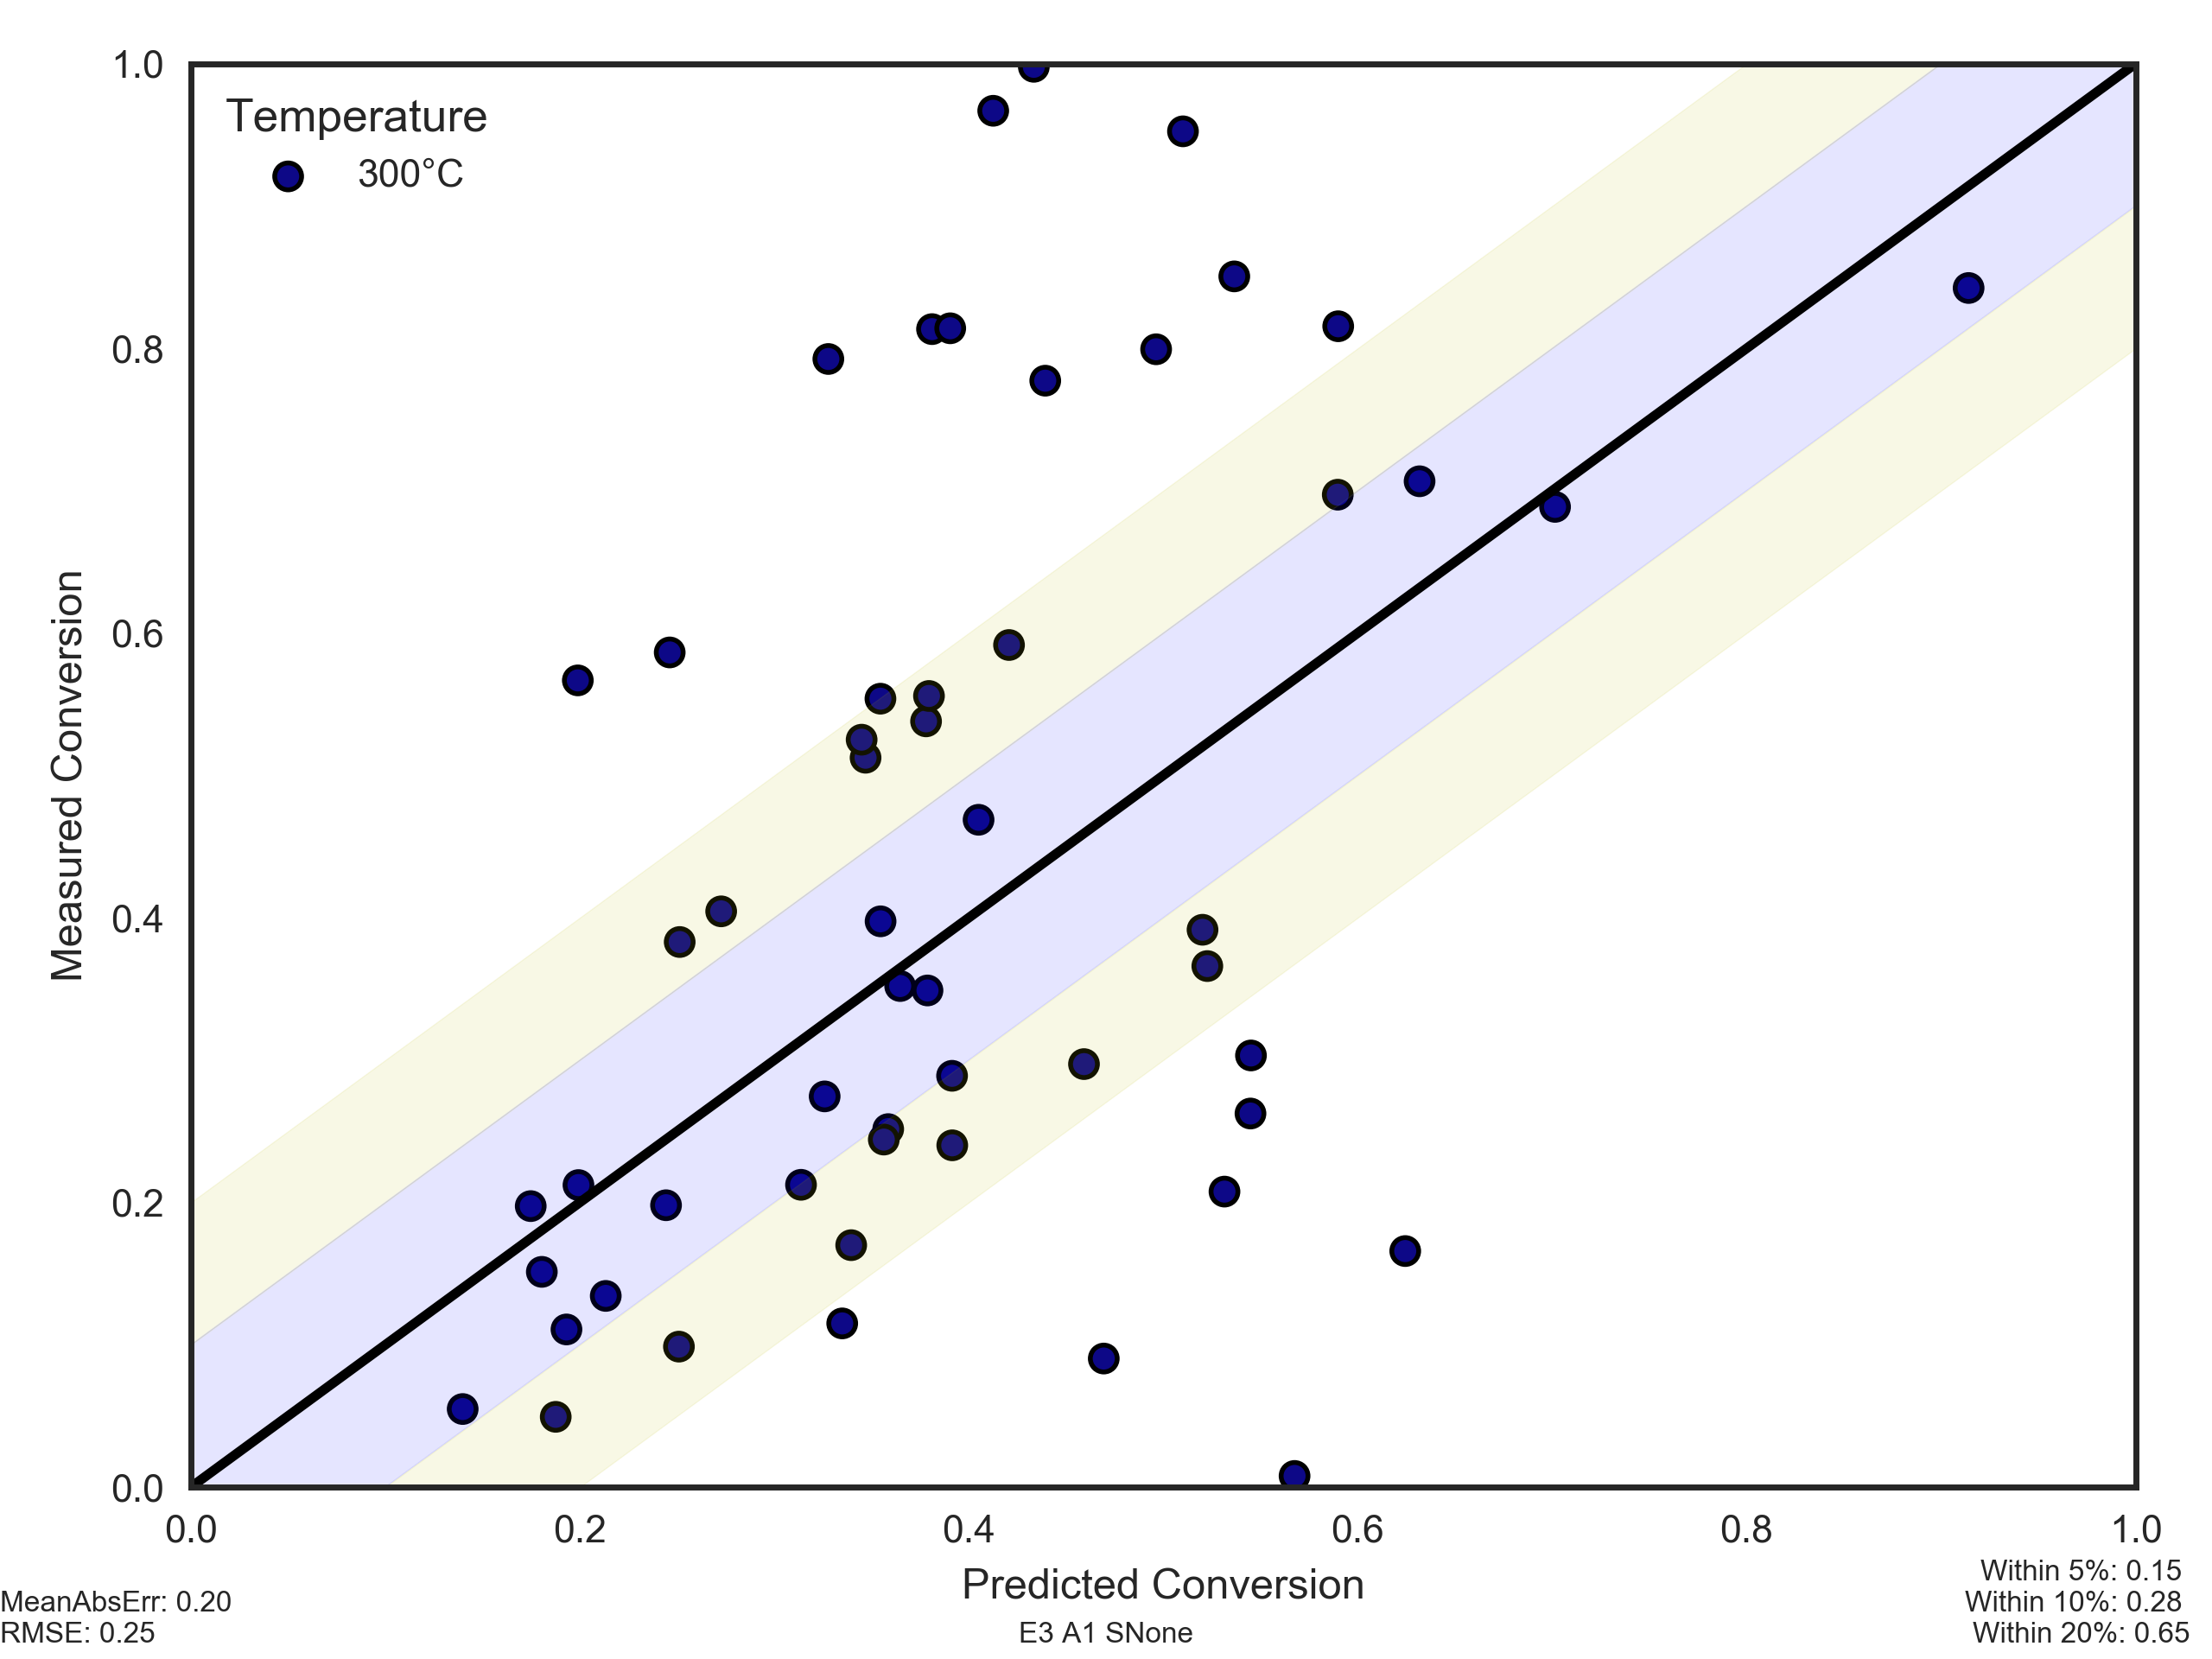 Temperature
300°C
1.0
0.8
0.6
0.4
0.2
0.0
Measured Conversion
0.0 0.2 0.4 0.6 0.8 1.0
Predicted Conversion
E3 A1 SNone
MeanAbsErr: 0.20
RMSE: 0.25
Within 5%: 0.15
Within 10%: 0.28
Within 20%: 0.65